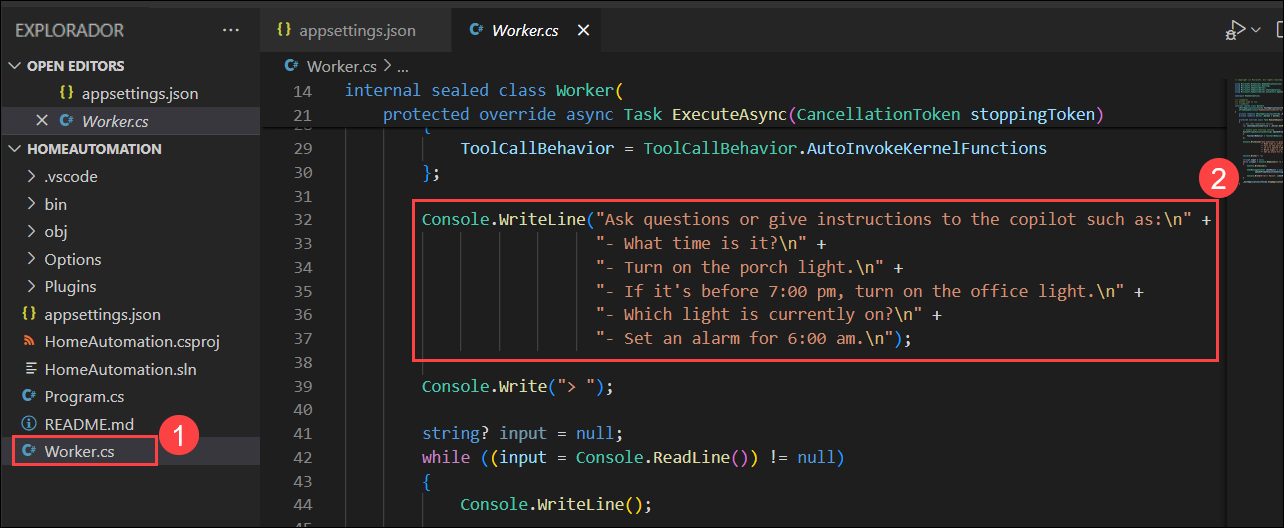 EXPLORADOR ...
OPEN EDITORS
{} appsettings.json
C# Worker.cs
HOMEAUTOMATION
.vscode
bin
obj
Options
Plugins
{} appsettings.json
HomeAutomation.csproj
HomeAutomation.sln
C# Program.cs
README.md
C# Worker.cs
1
{} appsettings.json
C# Worker.cs
C# Worker.cs > ...
14 internal sealed class Worker(
21 protected override async Task ExecuteAsync(CancellationToken stoppingToken)
{
29 ToolCallBehavior = ToolCallBehavior.AutoInvokeKernelFunctions
30 };
31
2
32 Console.WriteLine("Ask questions or give instructions to the copilot such as:\n" +
33 "- What time is it?\n" +
34 "- Turn on the porch light.\n" +
35 "- If it's before 7:00 pm, turn on the office light.\n" +
36 "- Which light is currently on?\n" +
37 "- Set an alarm for 6:00 am.\n");
38
39 Console.Write("> ");
40
41 string? input = null;
42 while ((input = Console.ReadLine()) != null)
43 {
44 Console.WriteLine();